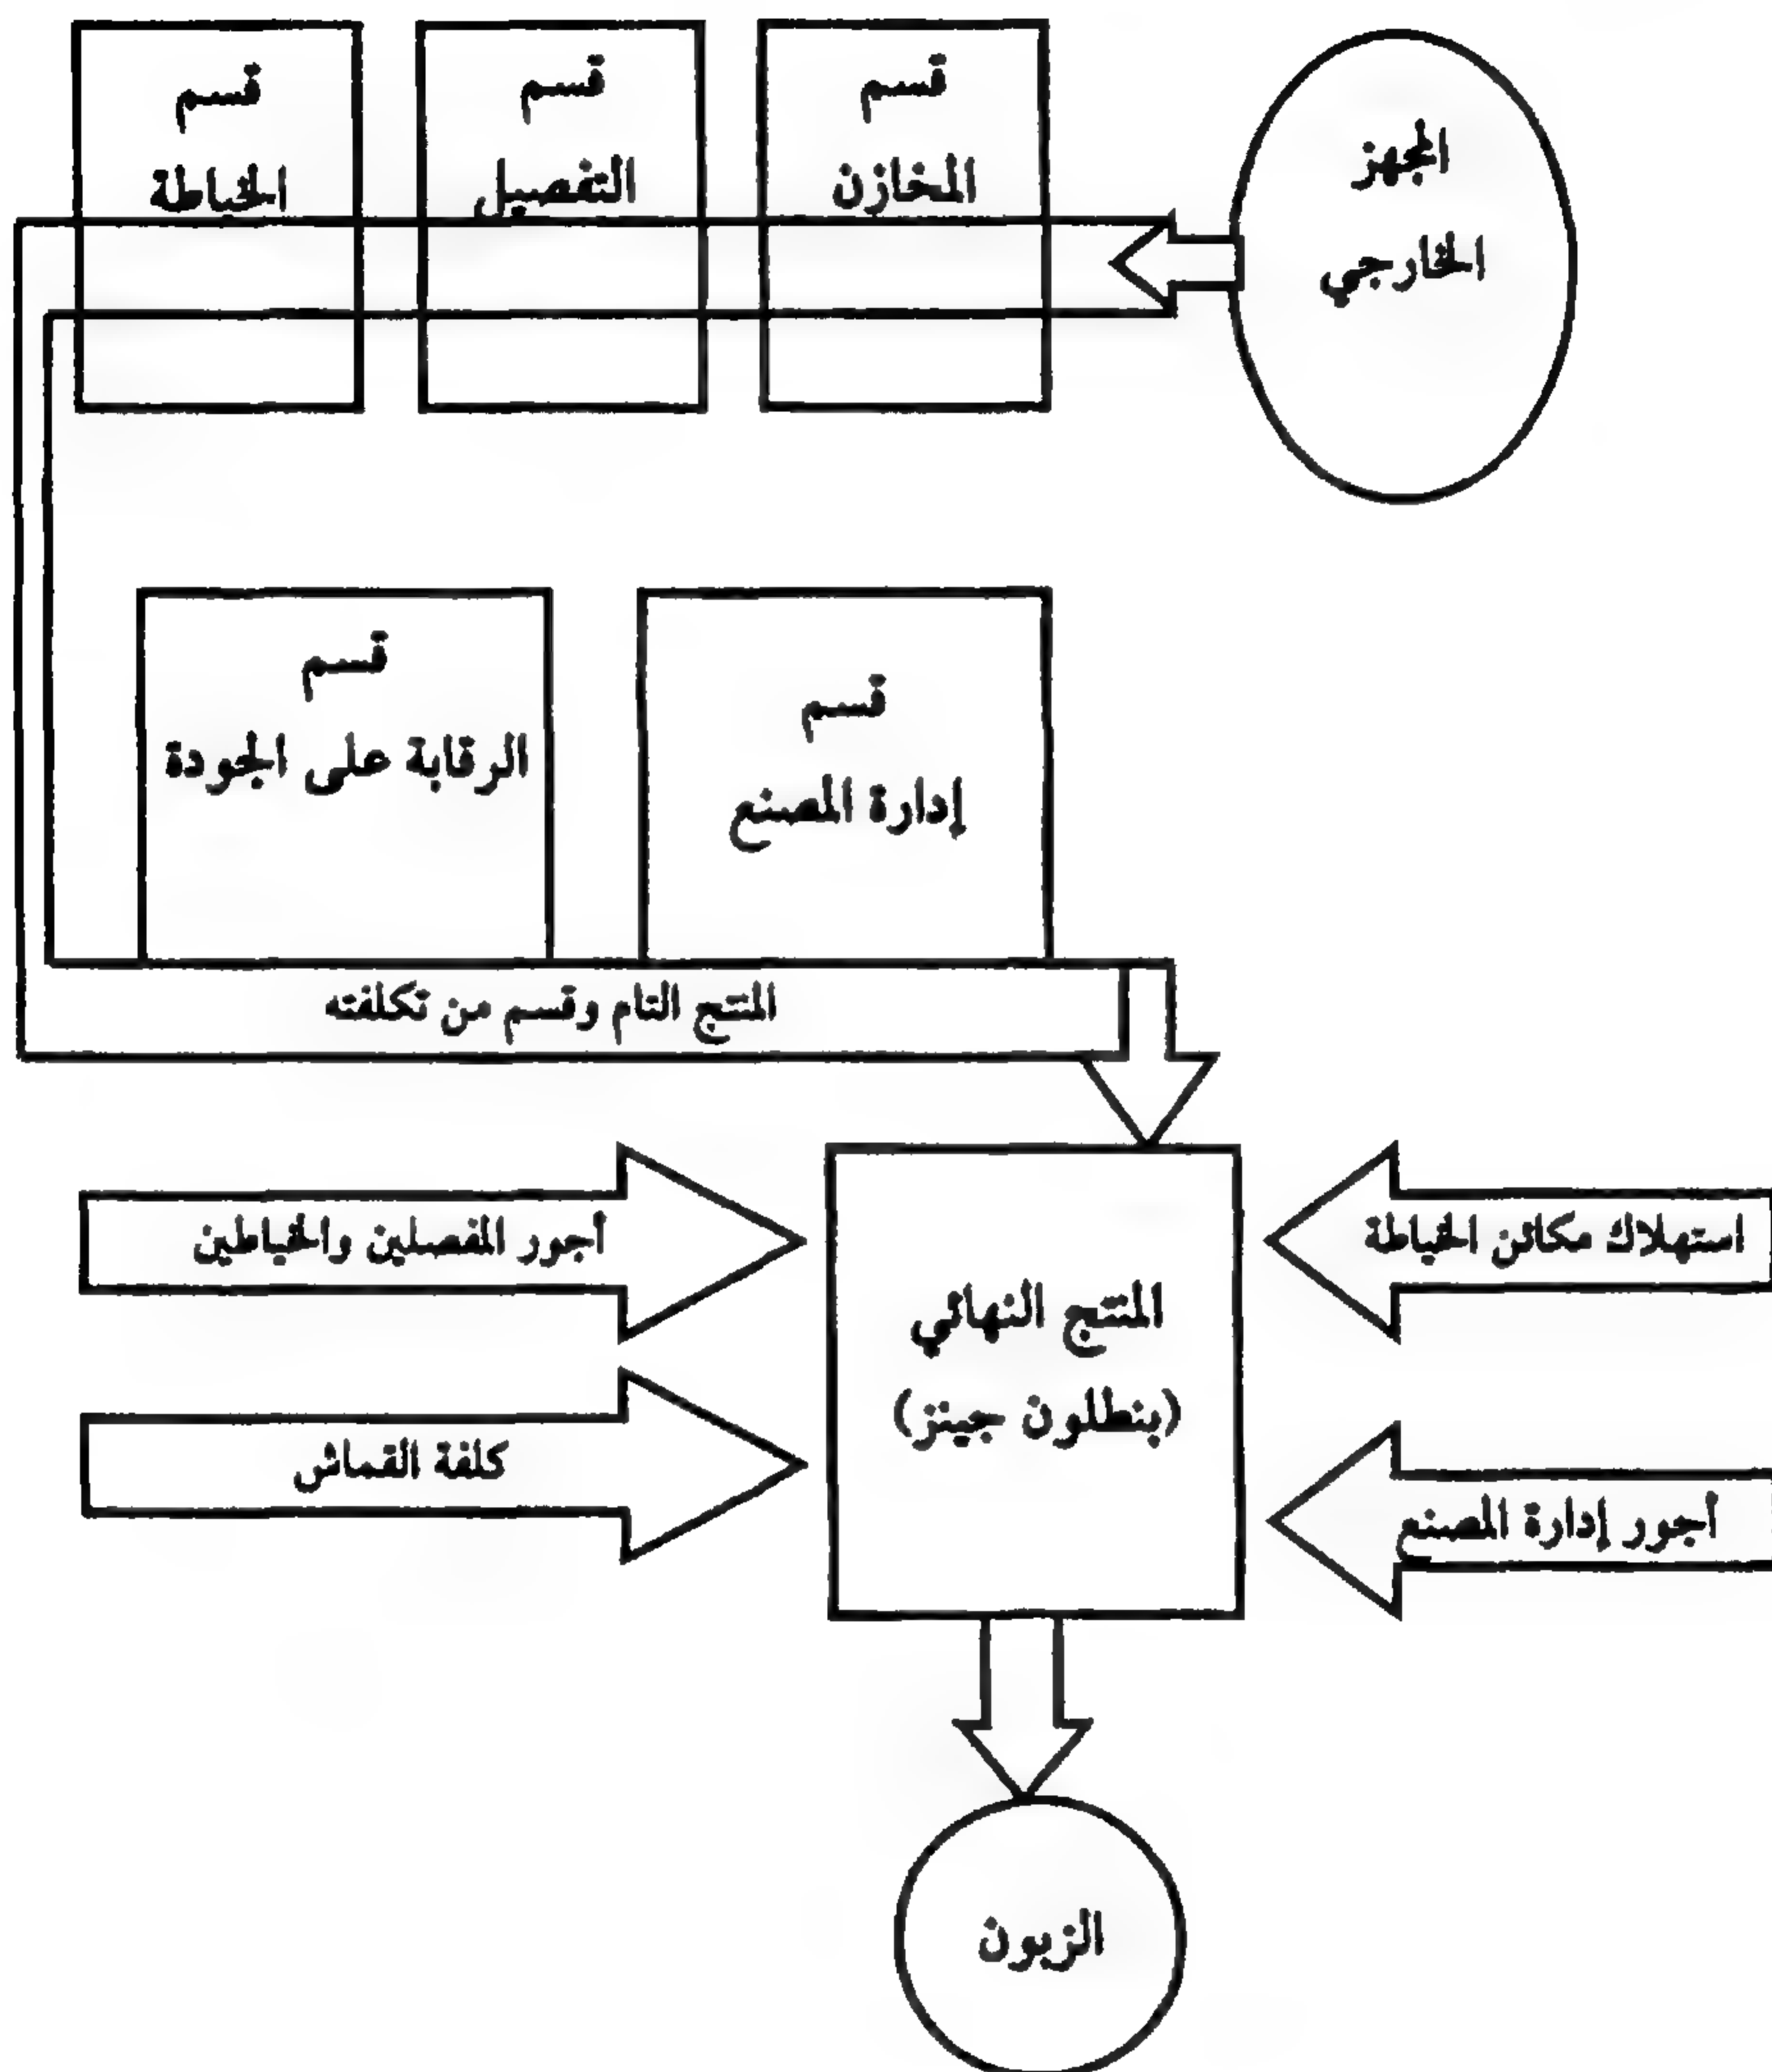 المجهز
الخارجي
قسم
المخازن
قسم
التفصيل
قسم
الخياطة
قسم
إدارة المصنع
قسم
الرقابة على الجودة
المنتج التام وقسم من تكلفته
استهلاك مكائن الخياطة
أجور المفصلين والخياطين
المنتج النهائي
(بنطلون جينز)
أجور إدارة المصنع
كلفة القماش
الزبون